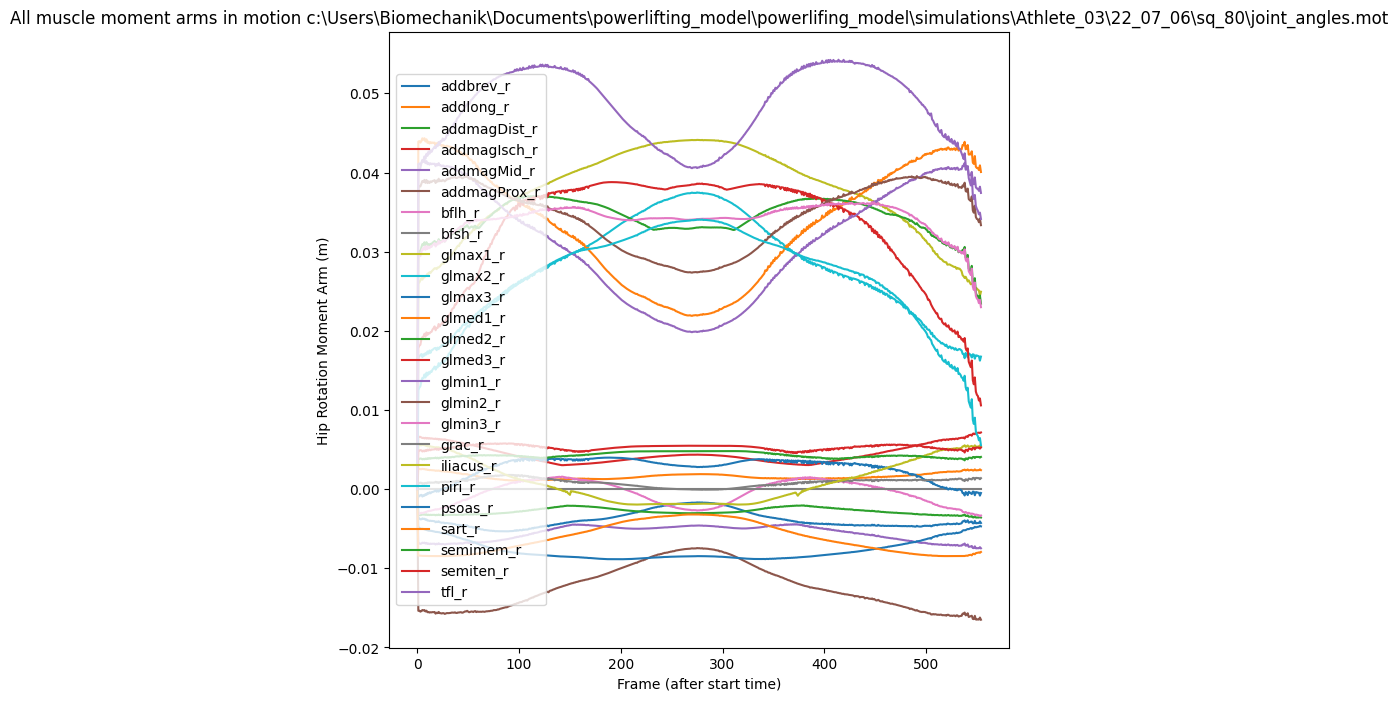 All muscle moment arms in motion c:\Users\Biomechanik\Documents\powerlifting_model\powerlifing_model\simulations\Athlete_03\22_07_06\sq_80\joint_angles.mot
Hip Rotation Moment Arm (m)
0.05
0.04
0.03
0.02
0.01
0.00
−0.01
−0.02
addbrev_r
addlong_r
addmagDist_r
addmagIsch_r
addmagMid_r
addmagProx_r
bflh_r
bfsh_r
glmax1_r
glmax2_r
glmax3_r
glmed1_r
glmed2_r
glmed3_r
glmin1_r
glmin2_r
glmin3_r
grac_r
iliacus_r
piri_r
psoas_r
sart_r
semimem_r
semiten_r
tfl_r
0 100 200 300 400 500
Frame (after start time)